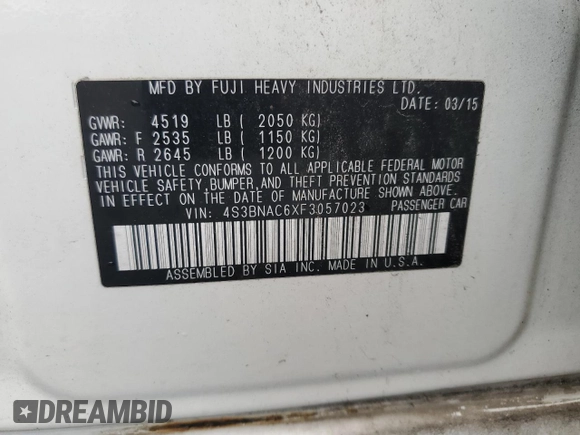 MFD BY FUJI HEAVY INDUSTRIES LTD.
DATE: 03/15
GVWR: 4519 LB ( 2050 KG)
GAWR: F 2535 LB ( 1150 KG)
GAWR: R 2645 LB ( 1200 KG)
THIS VEHICLE CONFORMS TO ALL APPLICABLE FEDERAL MOTOR
VEHICLE SAFETY, BUMPER, AND THEFT PREVENTION STANDARDS
IN EFFECT ON THE DATE OF MANUFACTURE SHOWN ABOVE.
VIN: 4S3BNAC6XF3057023 PASSENGER CAR
ASSEMBLED BY SIA INC. MADE IN U.S.A.
DREAMBID